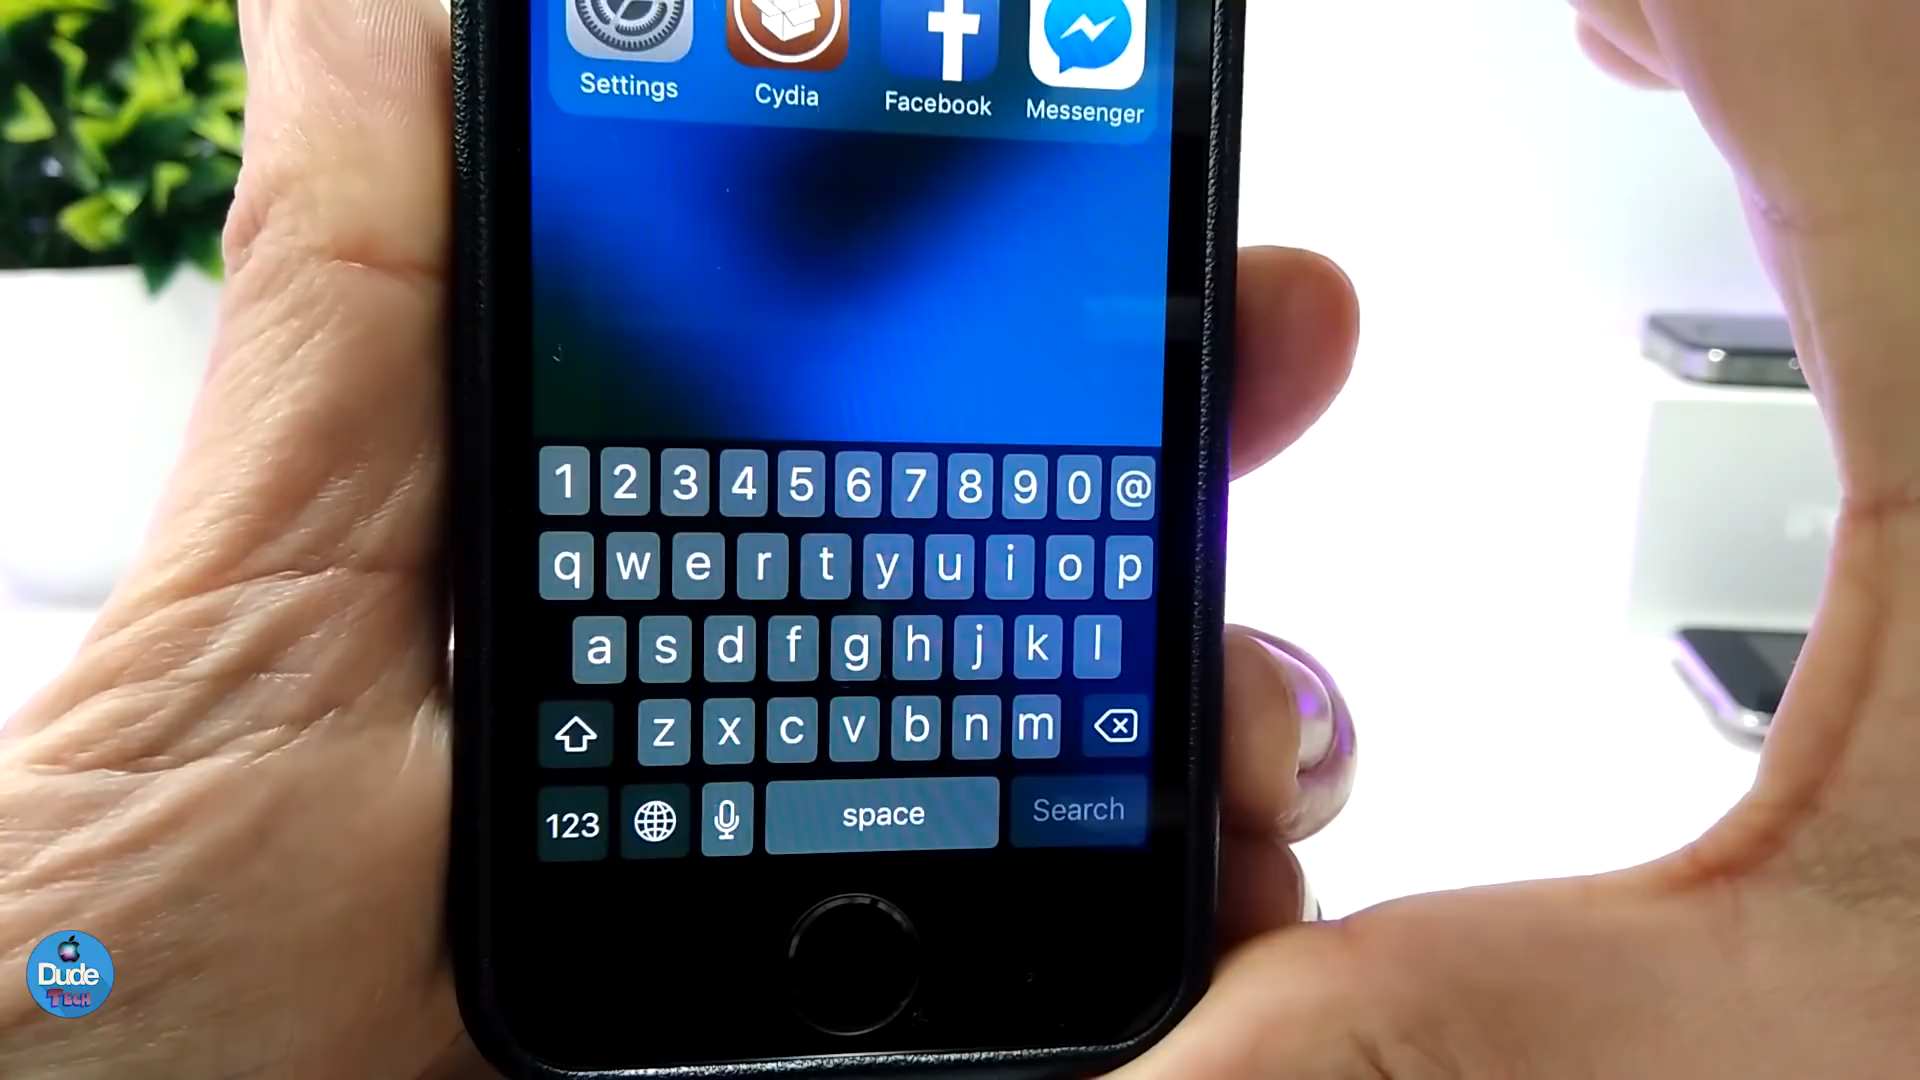 Settings Cydia Facebook Messenger
1 2 3 4 5 6 7 8 9 0 @
q w e r t y u i o p
a s d f g h j k l
z x c v b n m
123 space Search
Dude
TECH